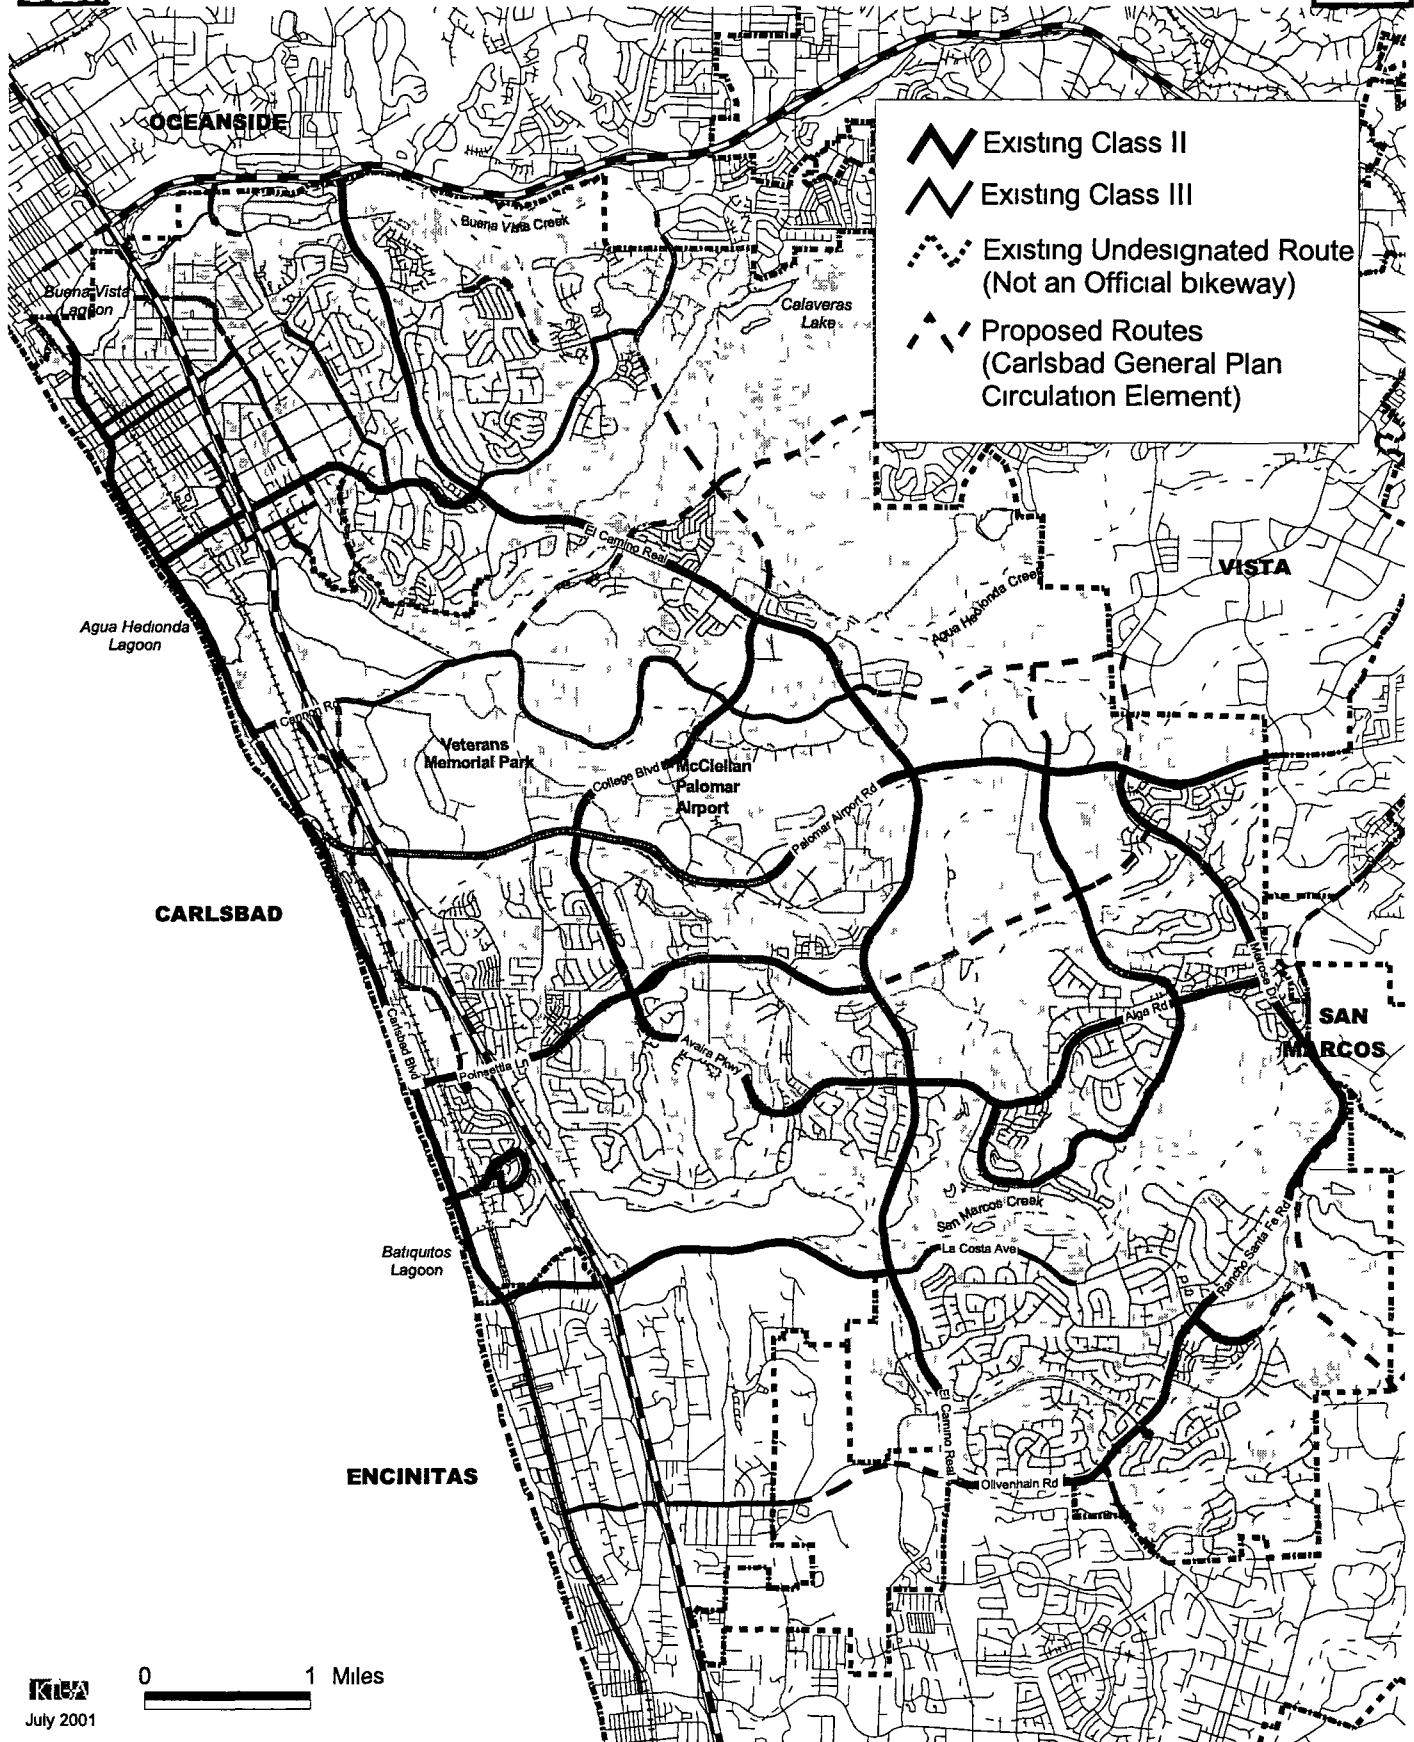 OCEANSIDE
Existing Class II
Existing Class III
Existing Undesignated Route
(Not an Official bikeway)
Proposed Routes
(Carlsbad General Plan
Circulation Element)
Buena Vista Creek
Buena Vista
Lagoon
Calaveras
Lake
El Camino Real
VISTA
Agua Hedionda Creek
Agua Hedionda
Lagoon
Cannon Rd
Veterans
Memorial Park
College Blvd
McClellan
Palomar
Airport
Palomar Airport Rd
CARLSBAD
Melrose Dr
Alga Rd
SAN
MARCOS
Carlsbad Blvd
Poinsettia Ln
Avaira Pkwy
San Marcos Creek
La Costa Ave
Rancho Santa Fe Rd
Batiquitos
Lagoon
El Camino Real
ENCINITAS
Olivenhain Rd
0 1 Miles
KTUA
July 2001